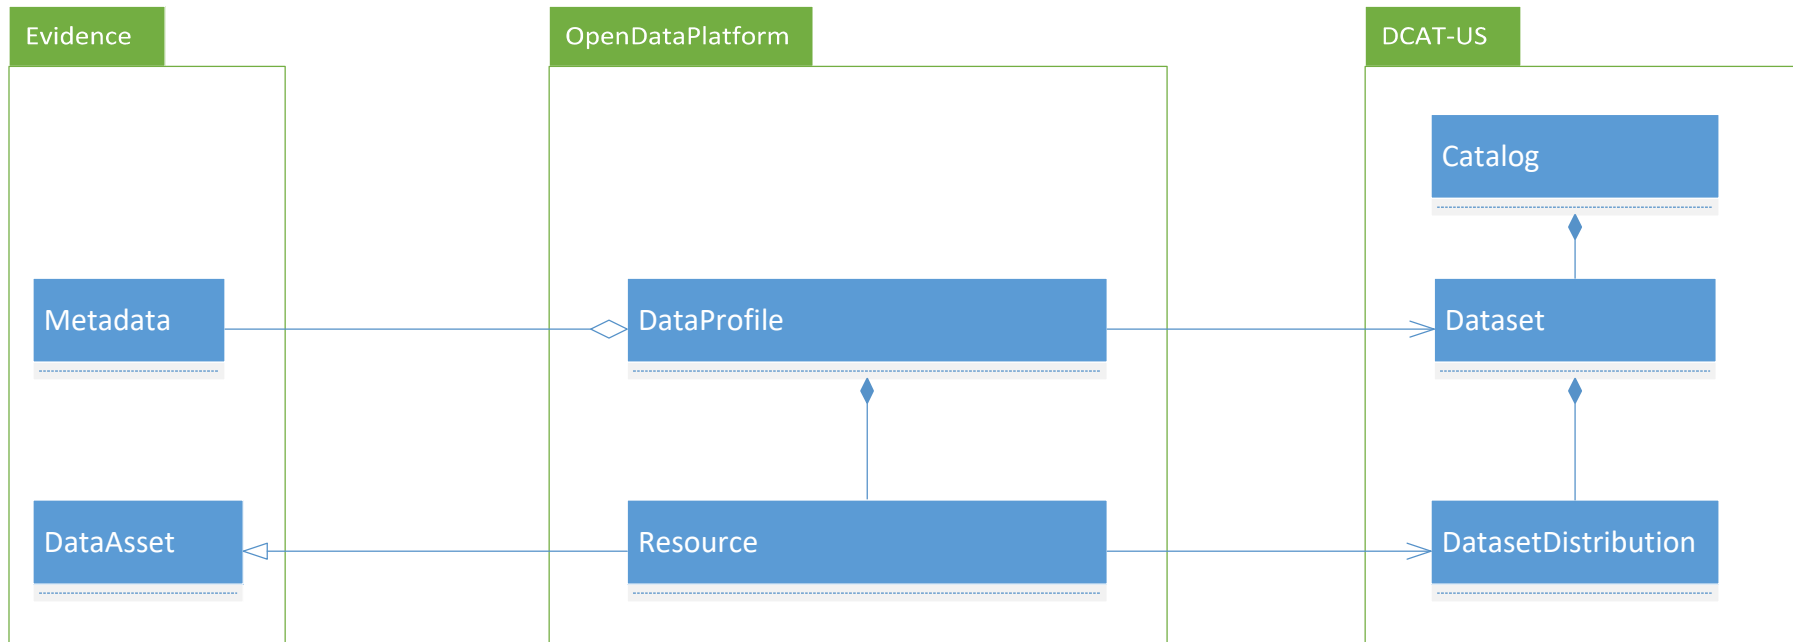 Evidence
OpenDataPlatform
DCAT-US
Catalog
Metadata
DataProfile
Dataset
DataAsset
Resource
DatasetDistribution